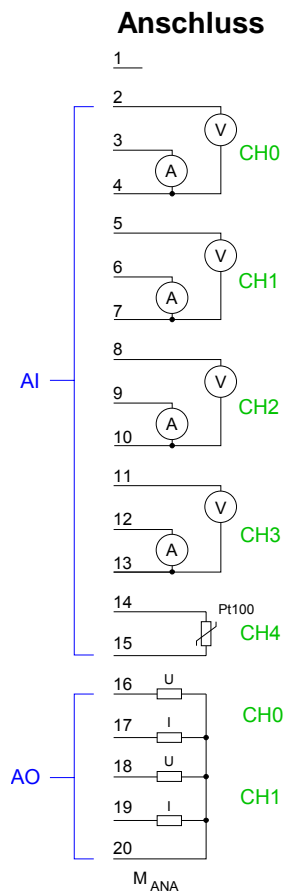 Anschluss
1
2
V
3
CH0
A
4
5
V
6
CH1
A
7
8
V
AI
9
CH2
A
10
11
V
12
CH3
A
13
14
Pt100
CH4
15
U
16
CH0
I
17
U
18
AO
CH1
I
19
20
M ANA